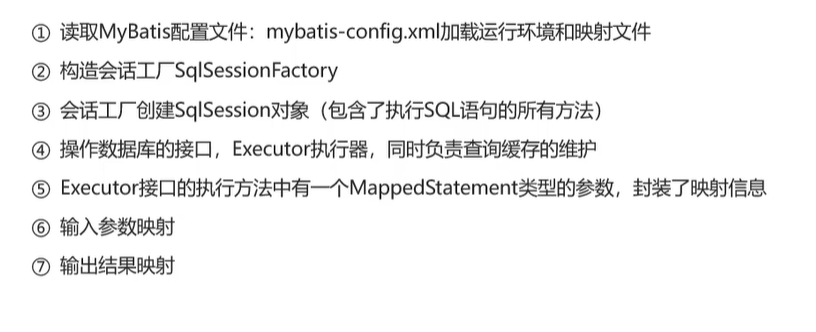 ① 读取MyBatis配置文件：mybatis-config.xml加载运行环境和映射文件
② 构造会话工厂SqlSessionFactory
③ 会话工厂创建SqlSession对象（包含了执行SQL语句的所有方法）
④ 操作数据库的接口，Executor执行器，同时负责查询缓存的维护
⑤ Executor接口的执行方法中有一个MappedStatement类型的参数，封装了映射信息
⑥ 输入参数映射
⑦ 输出结果映射